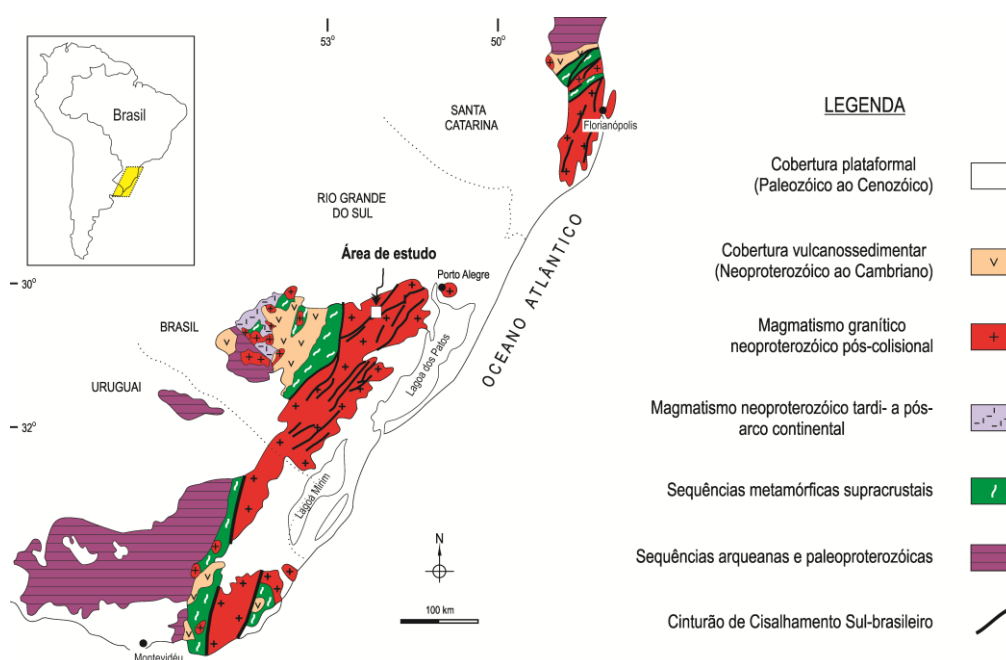 53°
50°
Brasil
SANTA
CATARINA
Florianópolis
RIO GRANDE
DO SUL
Área de estudo
Porto Alegre
30°
BRASIL
URUGUAI
32°
Lagoa dos Patos
OCEANO ATLÂNTICO
Lagoa Mirim
N
100 km
Montevidéu
LEGENDA
Cobertura plataformal
(Paleozóico ao Cenozóico)
Cobertura vulcanossedimentar
(Neoproterozóico ao Cambriano)
Magmatismo granítico
neoproterozóico pós-colisional
Magmatismo neoproterozóico tardi- a pós-
arco continental
Sequências metamórficas supracrustais
Sequências arqueanas e paleoproterozóicas
Cinturão de Cisalhamento Sul-brasileiro